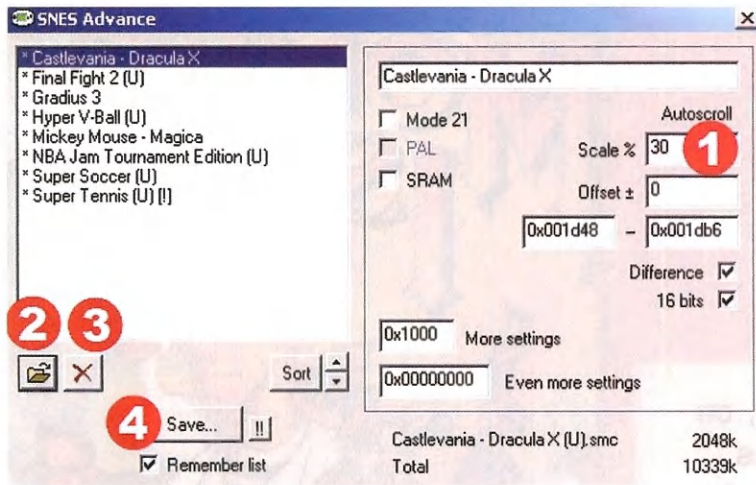 SNES Advance
* Castlevania - Dracula X
* Final Fight 2 (U)
* Gradius 3
* Hyper V-Ball (U)
* Mickey Mouse - Magica
* NBA Jam Tournament Edition (U)
* Super Soccer (U)
* Super Tennis (U) [!]
2
3
Sort
4
Save...
!!
Remember list
Castlevania - Dracula X
Mode 21
Autoscroll
PAL
Scale %
30
1
SRAM
Offset ±
0
0x001d48 - 0x001db6
Difference
16 bits
0x1000 More settings
0x00000000 Even more settings
Castlevania - Dracula X (U).smc 2048k
Total 10339k